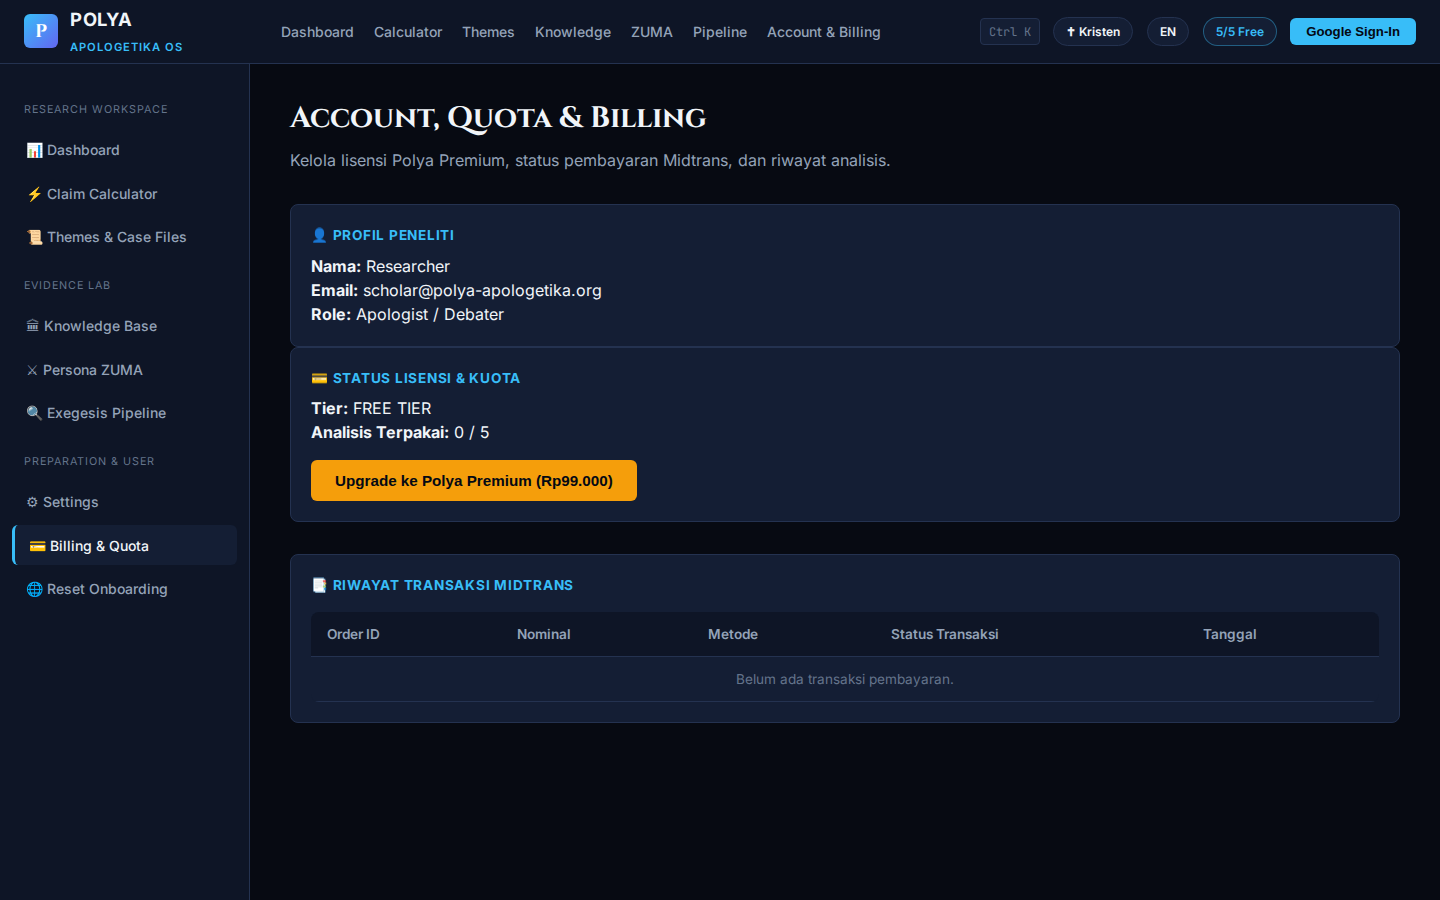 P
POLYA
APOLOGETIKA OS
Dashboard Calculator Themes Knowledge ZUMA Pipeline Account & Billing
Ctrl K
✝ Kristen
EN
5/5 Free
Google Sign-In
RESEARCH WORKSPACE
📊 Dashboard
⚡ Claim Calculator
📜 Themes & Case Files
EVIDENCE LAB
🏛 Knowledge Base
⚔ Persona ZUMA
🔍 Exegesis Pipeline
PREPARATION & USER
⚙ Settings
💳 Billing & Quota
🌐 Reset Onboarding
Account, Quota & Billing
Kelola lisensi Polya Premium, status pembayaran Midtrans, dan riwayat analisis.
👤 PROFIL PENELITI
Nama: Researcher
Email: scholar@polya-apologetika.org
Role: Apologist / Debater
💳 STATUS LISENSI & KUOTA
Tier: FREE TIER
Analisis Terpakai: 0 / 5
Upgrade ke Polya Premium (Rp99.000)
📑 RIWAYAT TRANSAKSI MIDTRANS
Order ID Nominal Metode Status Transaksi Tanggal
Belum ada transaksi pembayaran.